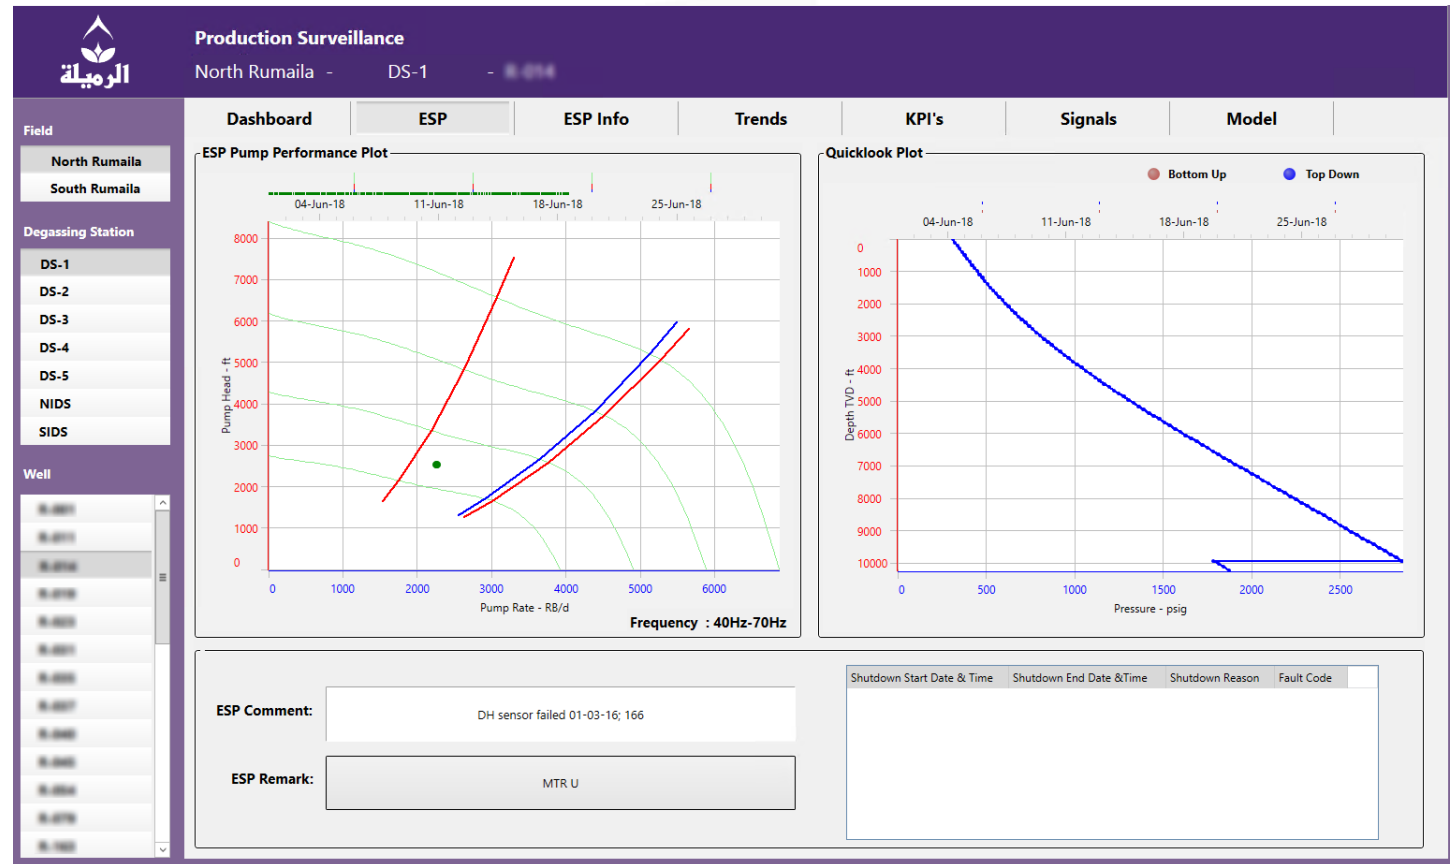 الرميلة
Production Surveillance
North Rumaila - DS-1 -
Field
North Rumaila
South Rumaila
Degassing Station
DS-1
DS-2
DS-3
DS-4
DS-5
NIDS
SIDS
Well
Dashboard ESP ESP Info Trends KPI's Signals Model
ESP Pump Performance Plot
04-Jun-18 11-Jun-18 18-Jun-18 25-Jun-18
Pump Head - ft
8000
7000
6000
5000
4000
3000
2000
1000
0
0 1000 2000 3000 4000 5000 6000
Pump Rate - RB/d
Frequency : 40Hz-70Hz
Quicklook Plot
Bottom Up Top Down
04-Jun-18 11-Jun-18 18-Jun-18 25-Jun-18
Depth TVD - ft
0
1000
2000
3000
4000
5000
6000
7000
8000
9000
10000
0 500 1000 1500 2000 2500
Pressure - psig
ESP Comment: DH sensor failed 01-03-16; 166
ESP Remark: MTR U
Shutdown Start Date & Time Shutdown End Date &Time Shutdown Reason Fault Code